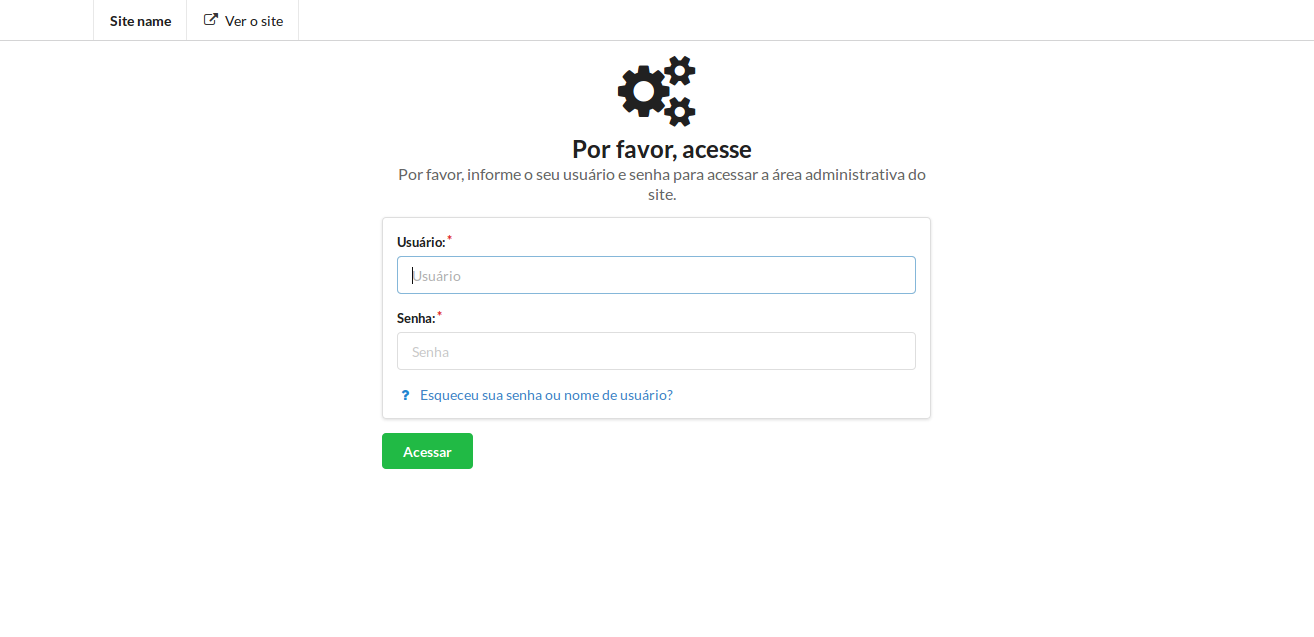 Site name
Ver o site
Por favor, acesse
Por favor, informe o seu usuário e senha para acessar a área administrativa do
site.
Usuário:*
Usuário
Senha:*
Senha
? Esqueceu sua senha ou nome de usuário?
Acessar